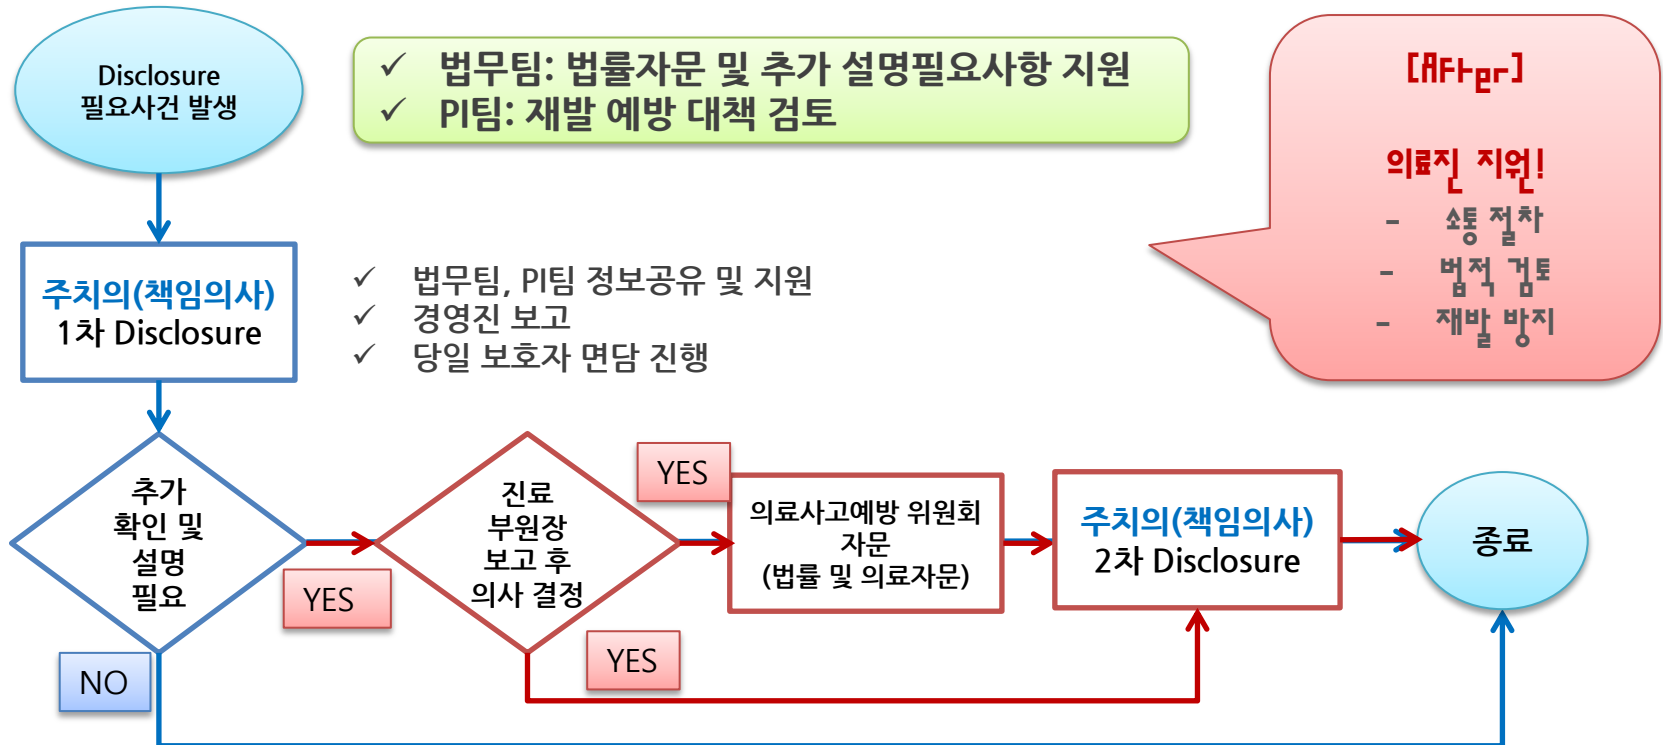 Disclosure
필요사건 발생
✓ 법무팀: 법률자문 및 추가 설명필요사항 지원
✓ PI팀: 재발 예방 대책 검토
[After]
의료진 지원!
- 소통 절차
- 법적 검토
- 재발 방지
주치의(책임의사)
1차 Disclosure
✓ 법무팀, PI팀 정보공유 및 지원
✓ 경영진 보고
✓ 당일 보호자 면담 진행
추가
확인 및
설명
필요
YES
NO
진료
부원장
보고 후
의사 결정
YES
YES
의료사고예방 위원회
자문
(법률 및 의료자문)
주치의(책임의사)
2차 Disclosure
종료